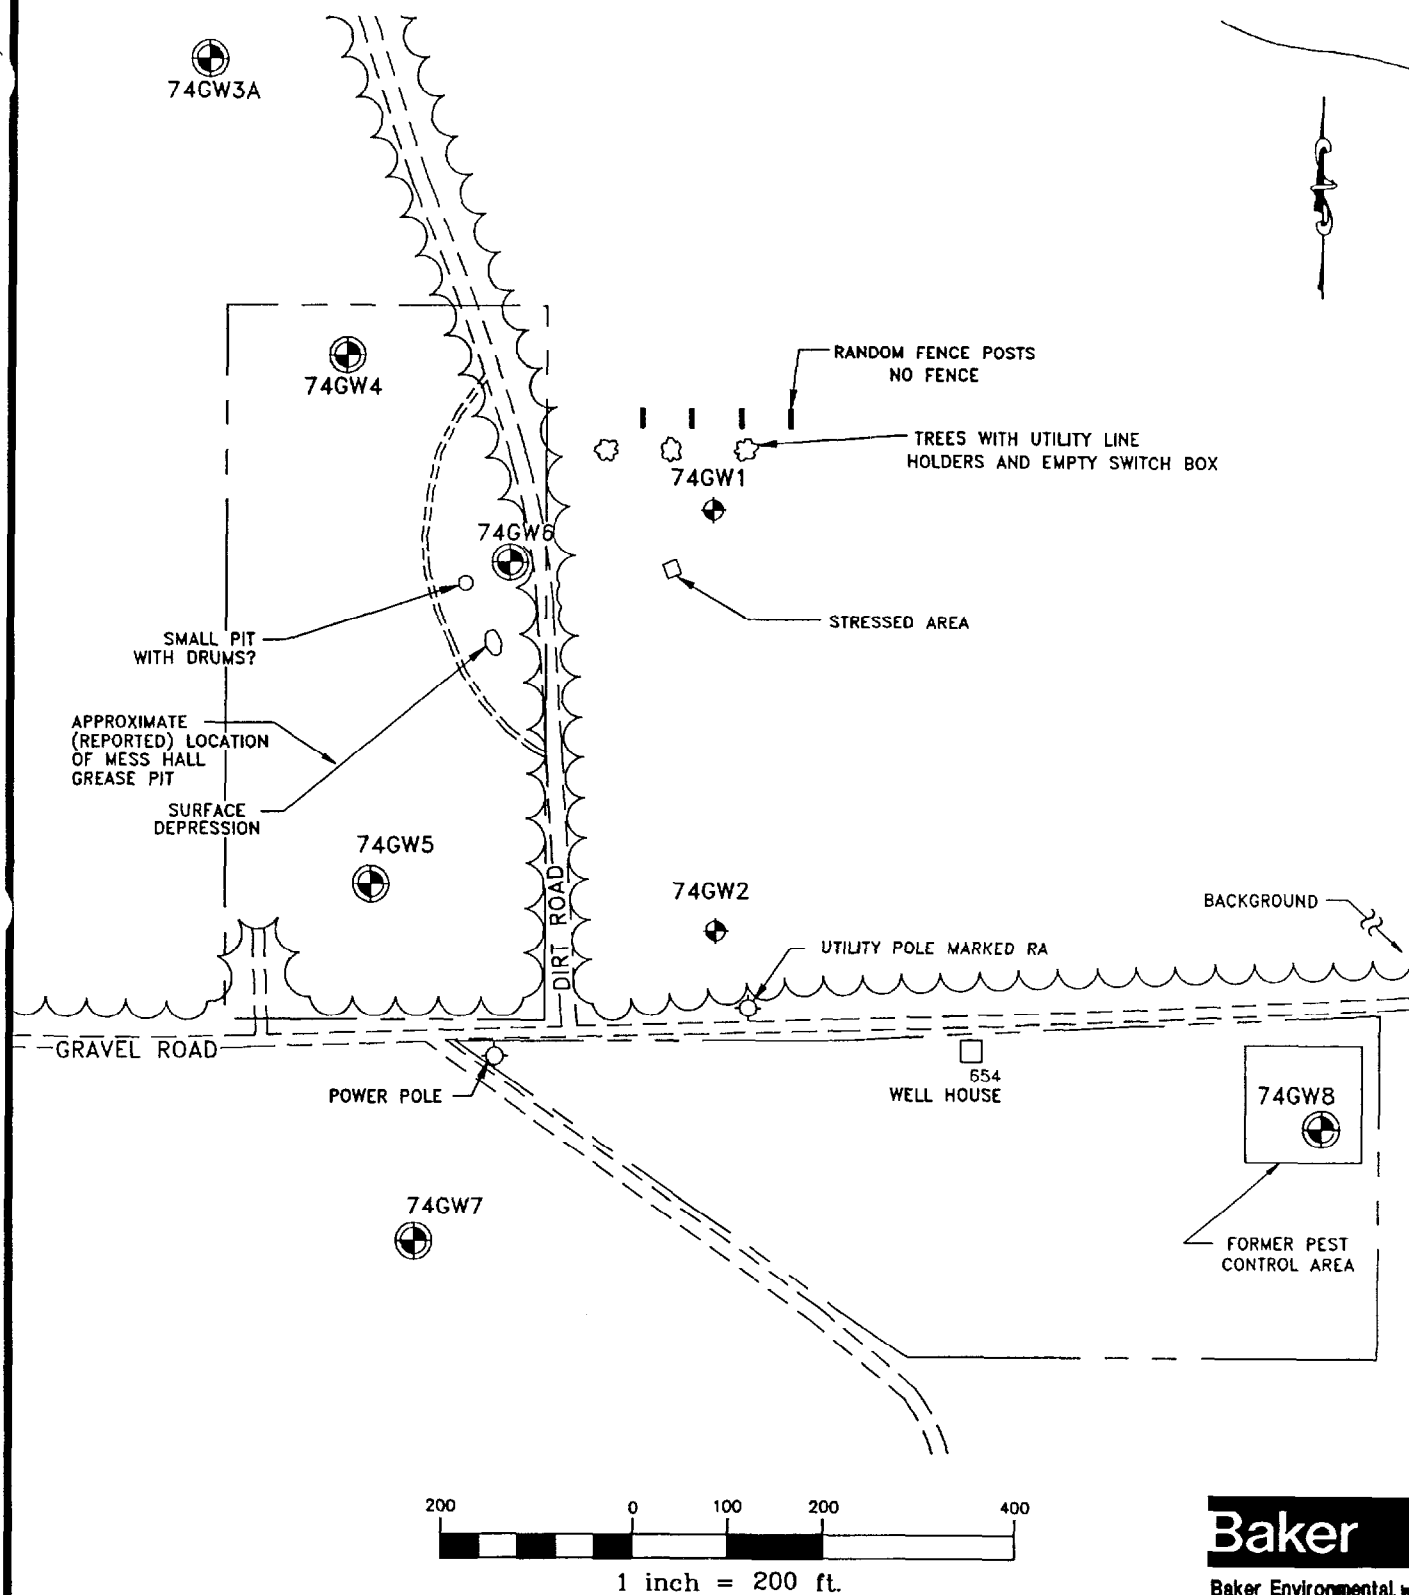 74GW3A
74GW4
RANDOM FENCE POSTS
NO FENCE
TREES WITH UTILITY LINE
HOLDERS AND EMPTY SWITCH BOX
74GW1
74GW6
STRESSED AREA
SMALL PIT
WITH DRUMS?
APPROXIMATE
(REPORTED) LOCATION
OF MESS HALL
GREASE PIT
SURFACE
DEPRESSION
74GW5
DIRT ROAD
74GW2
BACKGROUND
UTILITY POLE MARKED RA
GRAVEL ROAD
POWER POLE
654
WELL HOUSE
74GW8
74GW7
FORMER PEST
CONTROL AREA
200 0 100 200 400
1 inch = 200 ft.
Baker
Baker Environmental,